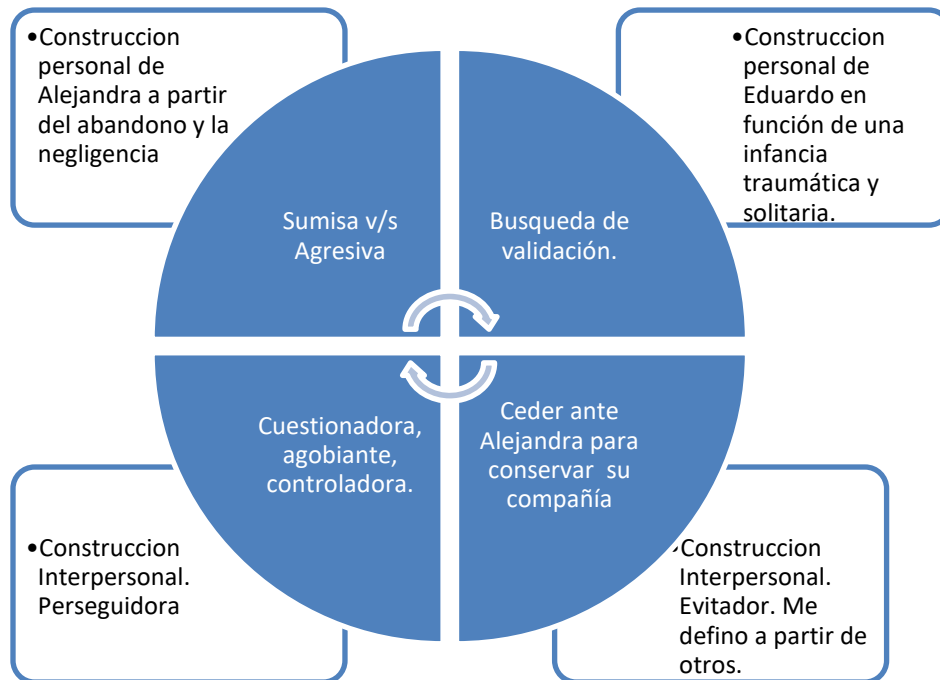 •Construccion
personal de
Alejandra a partir
del abandono y la
negligencia
•Construccion
personal de
Eduardo en
función de una
infancia
traumática y
solitaria.
Sumisa v/s
Agresiva
Busqueda de
validación.
Cuestionadora,
agobiante,
controladora.
Ceder ante
Alejandra para
conservar su
compañía
•Construccion
Interpersonal.
Perseguidora
•Construccion
Interpersonal.
Evitador. Me
defino a partir de
otros.